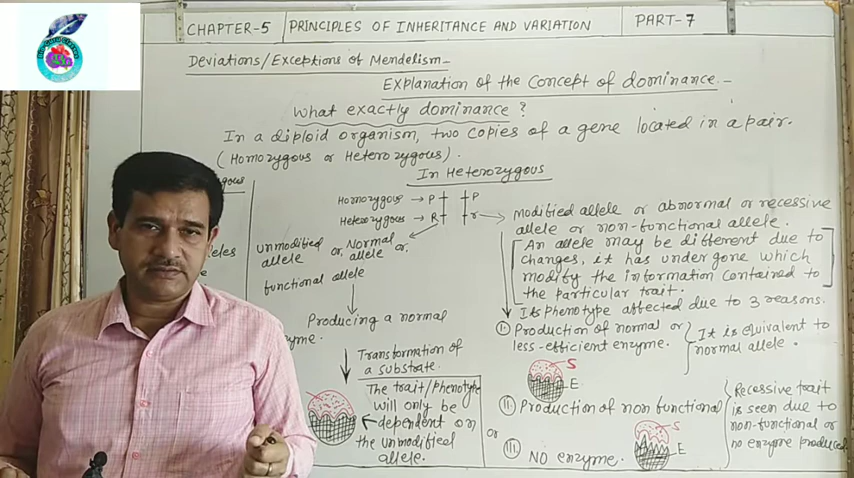 CHAPTER-5 PRINCIPLES OF INHERITANCE AND VARIATION PART-7
Deviations/Exceptions of Mendelism-
Explanation of the Concept of dominance.-
What exactly dominance?
In a diploid organism, two copies of a gene located in a pair.
(Homozygous or Heterozygous).
gous
In Heterozygous
Homozygous → P P
Heterozygous → R r
Modified allele or abnormal or recessive
allele or non-functional allele.
Unmodified or, Normal or,
allele allele
functional allele
lleles
An allele may be different due to
changes, it has undergone which
modify the information contained to
the particular trait.
Its phenotype affected due to 3 reasons.
Producing a normal
enzyme.
Transformation of
a substrate.
The trait/phenotype
will only be
dependent on
the unmodified
allele.
I. Production of normal or
less-efficient enzyme.
It is equivalent to
normal allele.
S
E
II. Production of non functional
or
III. NO enzyme.
S
E
Recessive trait
is seen due to
non-functional or
no enzyme produced.